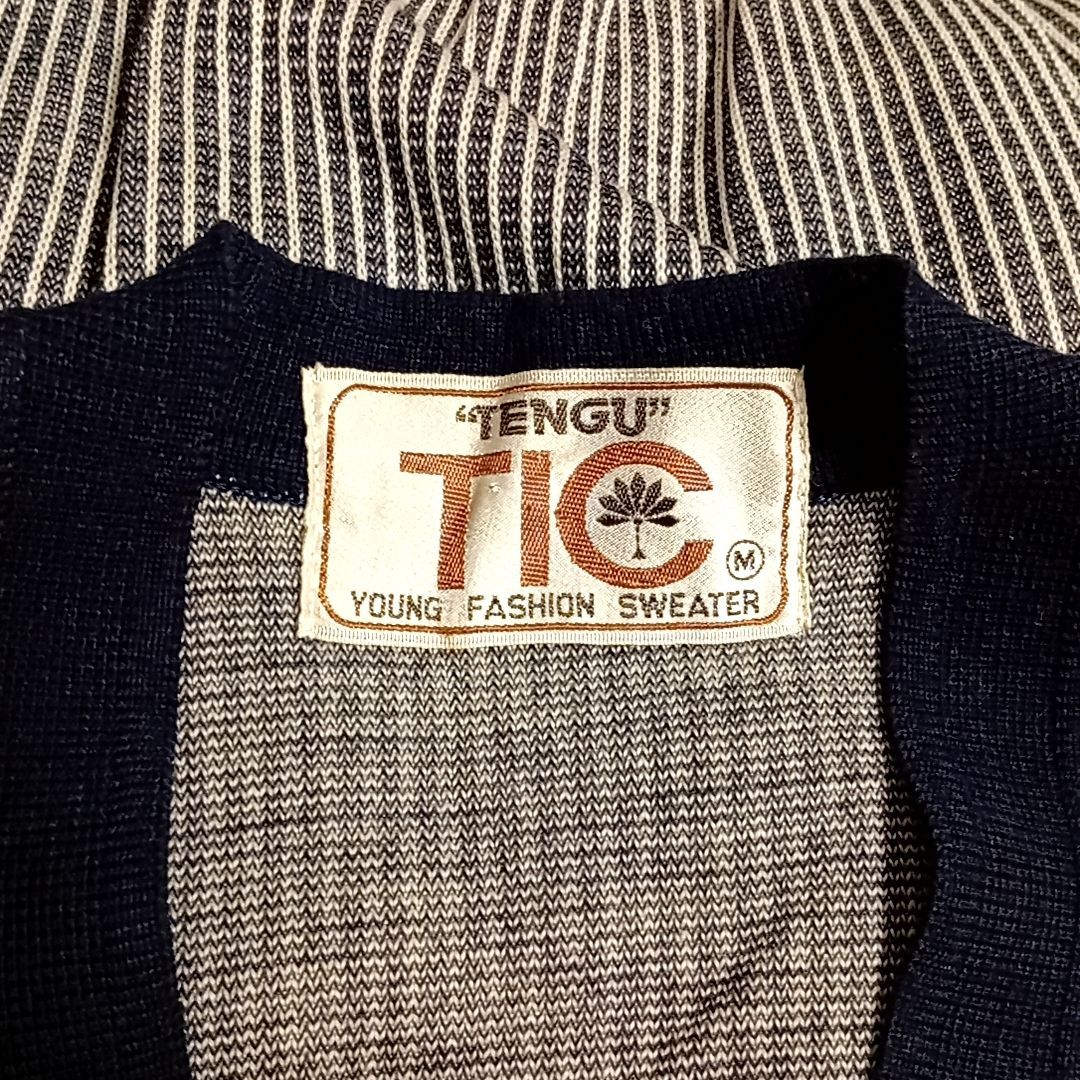 "TENGU"
TIC
M
YOUNG FASHION SWEATER